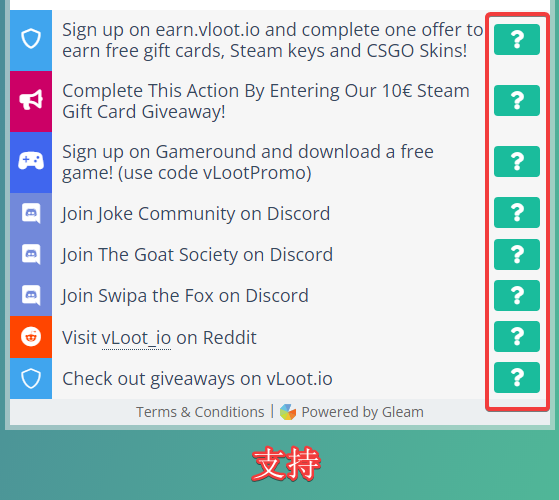 Sign up on earn.vloot.io and complete one offer to
earn free gift cards, Steam keys and CSGO Skins!
?
Complete This Action By Entering Our 10€ Steam
Gift Card Giveaway!
?
Sign up on Gameround and download a free
game! (use code vLootPromo)
?
Join Joke Community on Discord
?
Join The Goat Society on Discord
?
Join Swipa the Fox on Discord
?
Visit vLoot_io on Reddit
?
Check out giveaways on vLoot.io
?
Terms & Conditions | Powered by Gleam
支持